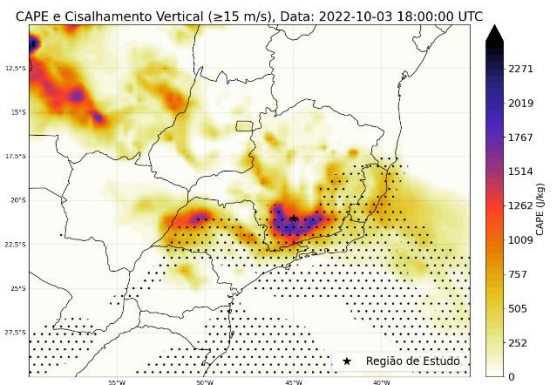 CAPE e Cisalhamento Vertical (≥15 m/s), Data: 2022-10-03 18:00:00 UTC
12.5°S
15°S
17.5°S
20°S
22.5°S
25°S
27.5°S
55°W
50°W
45°W
40°W
★ Região de Estudo
2271
2019
1767
1514
1262
1009
757
505
252
0
CAPE (J/kg)